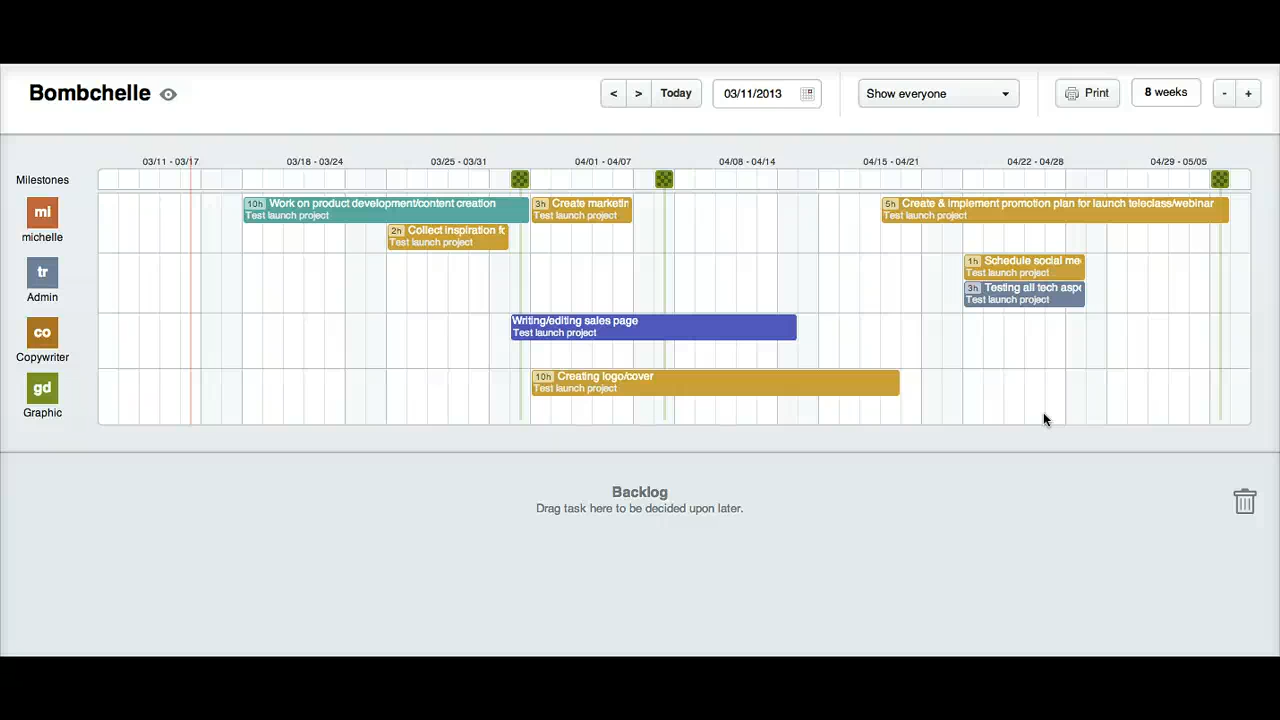 Bombchelle
< > Today 03/11/2013 Show everyone Print 8 weeks - +
03/11 - 03/17 03/18 - 03/24 03/25 - 03/31 04/01 - 04/07 04/08 - 04/14 04/15 - 04/21 04/22 - 04/28 04/29 - 05/05
Milestones
ml
michelle
10h Work on product development/content creation
Test launch project
3h Create marketin
Test launch project
5h Create & implement promotion plan for launch teleclass/webinar
Test launch project
2h Collect inspiration fo
Test launch project
tr
Admin
1h Schedule social me
Test launch project
3h Testing all tech aspe
Test launch project
co
Copywriter
Writing/editing sales page
Test launch project
gd
Graphic
10h Creating logo/cover
Test launch project
Backlog
Drag task here to be decided upon later.